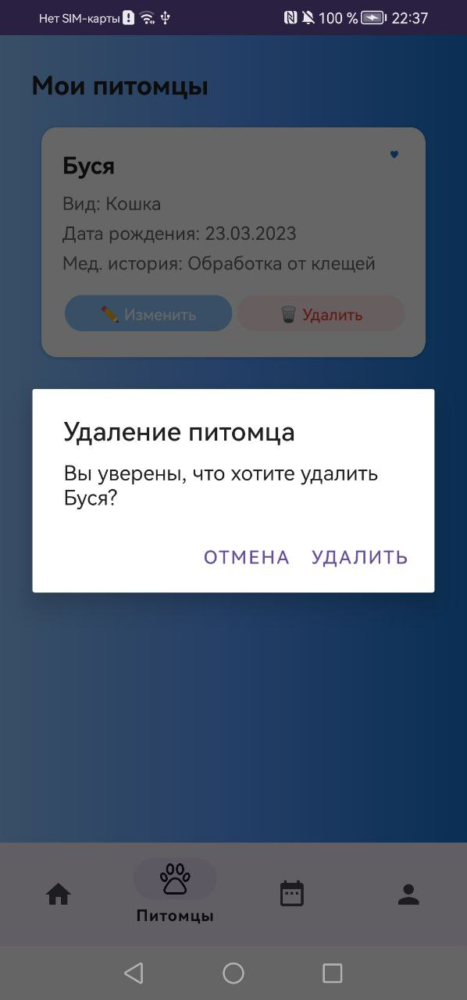 Нет SIM-карты 100 % 22:37
Мои питомцы
Буся
Вид: Кошка
Дата рождения: 23.03.2023
Мед. история: Обработка от клещей
Изменить Удалить
Удаление питомца
Вы уверены, что хотите удалить
Буся?
ОТМЕНА УДАЛИТЬ
Питомцы